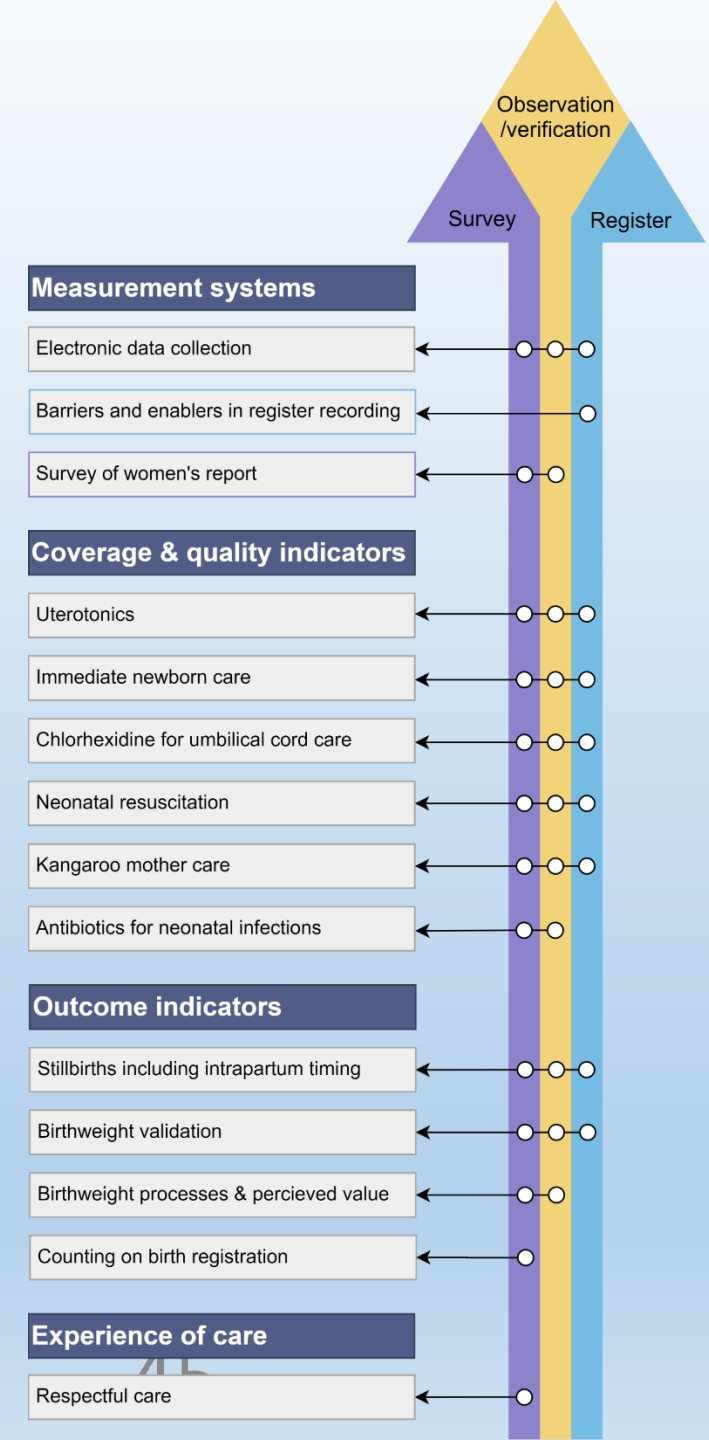 Observation
/verification
Survey
Register
Measurement systems
Electronic data collection
Barriers and enablers in register recording
Survey of women's report
Coverage & quality indicators
Uterotonics
Immediate newborn care
Chlorhexidine for umbilical cord care
Neonatal resuscitation
Kangaroo mother care
Antibiotics for neonatal infections
Outcome indicators
Stillbirths including intrapartum timing
Birthweight validation
Birthweight processes & percieved value
Counting on birth registration
Experience of care
Respectful care